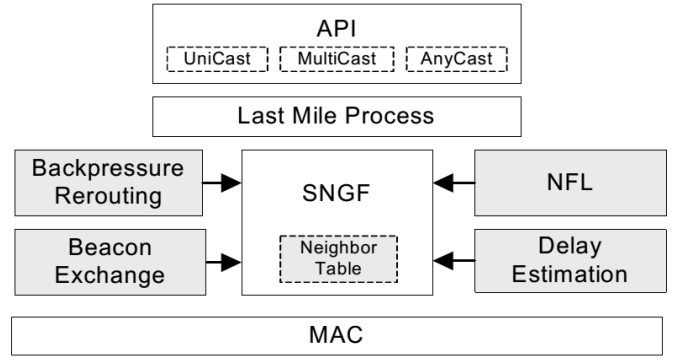 API
UniCast MultiCast AnyCast
Last Mile Process
Backpressure
Rerouting
SNGF
NFL
Beacon
Exchange
Neighbor
Table
Delay
Estimation
MAC